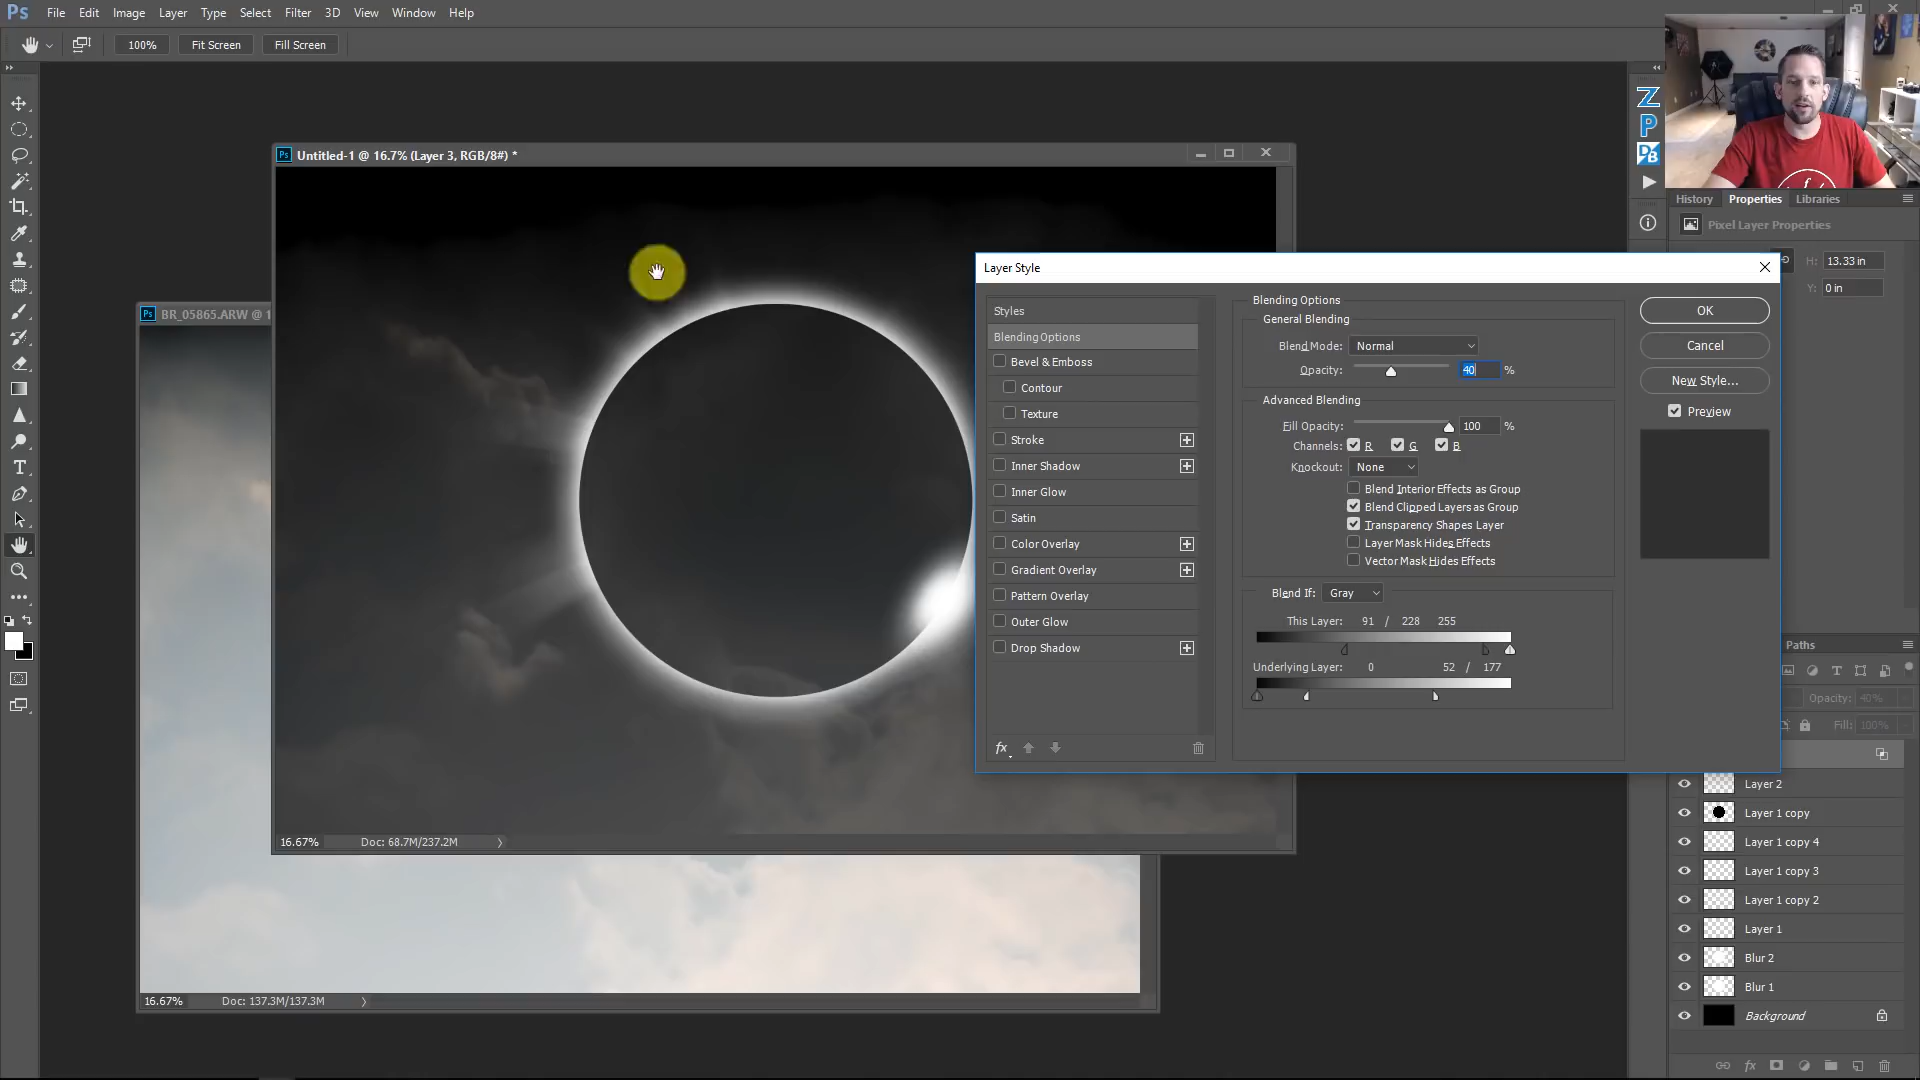 Ps File Edit Image Layer Type Select Filter 3D View Window Help
100% Fit Screen Fill Screen
Z
P
DB
Ps Untitled-1 @ 16.7% (Layer 3, RGB/8#) *
16.67% Doc: 68.7M/237.2M
Ps BR_05865.ARW @ 1
16.67% Doc: 137.3M/137.3M
Layer Style
Styles
Blending Options
Bevel & Emboss
Contour
Texture
Stroke
Inner Shadow
Inner Glow
Satin
Color Overlay
Gradient Overlay
Pattern Overlay
Outer Glow
Drop Shadow
fx
Blending Options
General Blending
Blend Mode: Normal
Opacity: 40 %
Advanced Blending
Fill Opacity: 100 %
Channels: R G B
Knockout: None
Blend Interior Effects as Group
Blend Clipped Layers as Group
Transparency Shapes Layer
Layer Mask Hides Effects
Vector Mask Hides Effects
Blend If: Gray
This Layer: 91 / 228 255
Underlying Layer: 0 52 / 177
OK
Cancel
New Style...
Preview
History Properties Libraries
Pixel Layer Properties
H: 13.33 in
Y: 0 in
Paths
Opacity: 40%
Fill: 100%
Layer 2
Layer 1 copy
Layer 1 copy 4
Layer 1 copy 3
Layer 1 copy 2
Layer 1
Blur 2
Blur 1
Background
fx